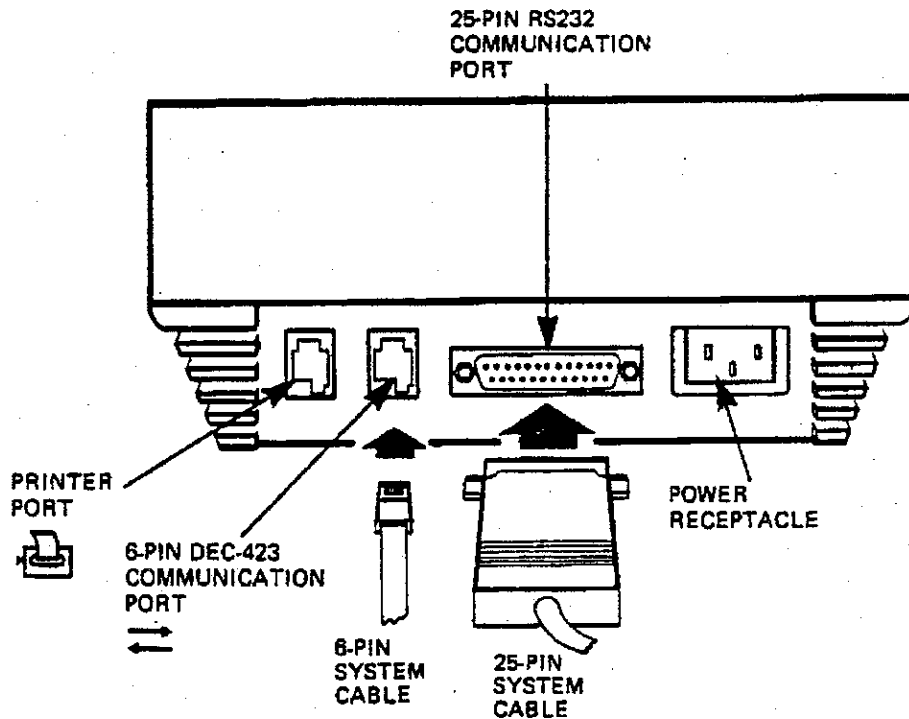 25-PIN RS232
COMMUNICATION
PORT
PRINTER
PORT
6-PIN DEC-423
COMMUNICATION
PORT
6-PIN
SYSTEM
CABLE
25-PIN
SYSTEM
CABLE
POWER
RECEPTACLE